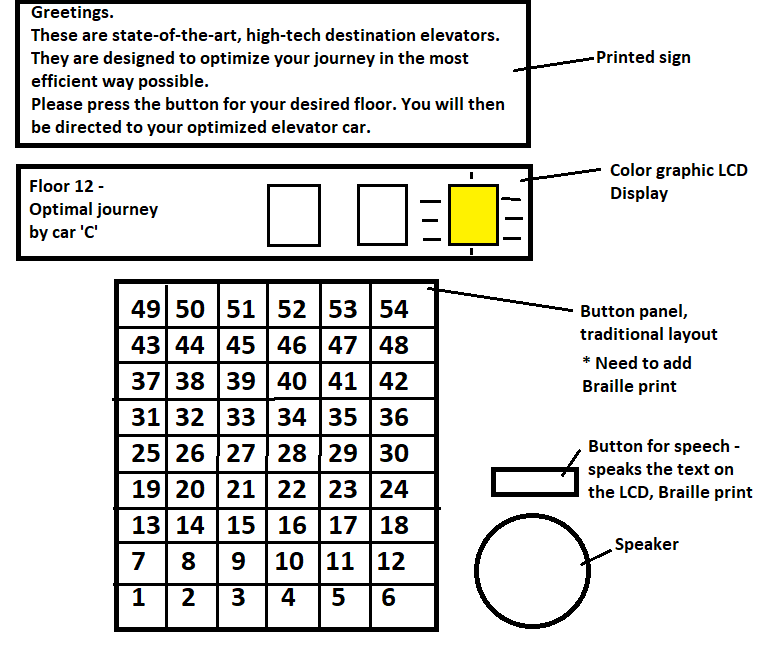 Greetings.
These are state-of-the-art, high-tech destination elevators.
They are designed to optimize your journey in the most
efficient way possible.
Please press the button for your desired floor. You will then
be directed to your optimized elevator car.
Printed sign
Floor 12 -
Optimal journey
by car 'C'
Color graphic LCD
Display
49 50 51 52 53 54
43 44 45 46 47 48
37 38 39 40 41 42
31 32 33 34 35 36
25 26 27 28 29 30
19 20 21 22 23 24
13 14 15 16 17 18
7 8 9 10 11 12
1 2 3 4 5 6
Button panel,
traditional layout
* Need to add
Braille print
Button for speech -
speaks the text on
the LCD, Braille print
Speaker